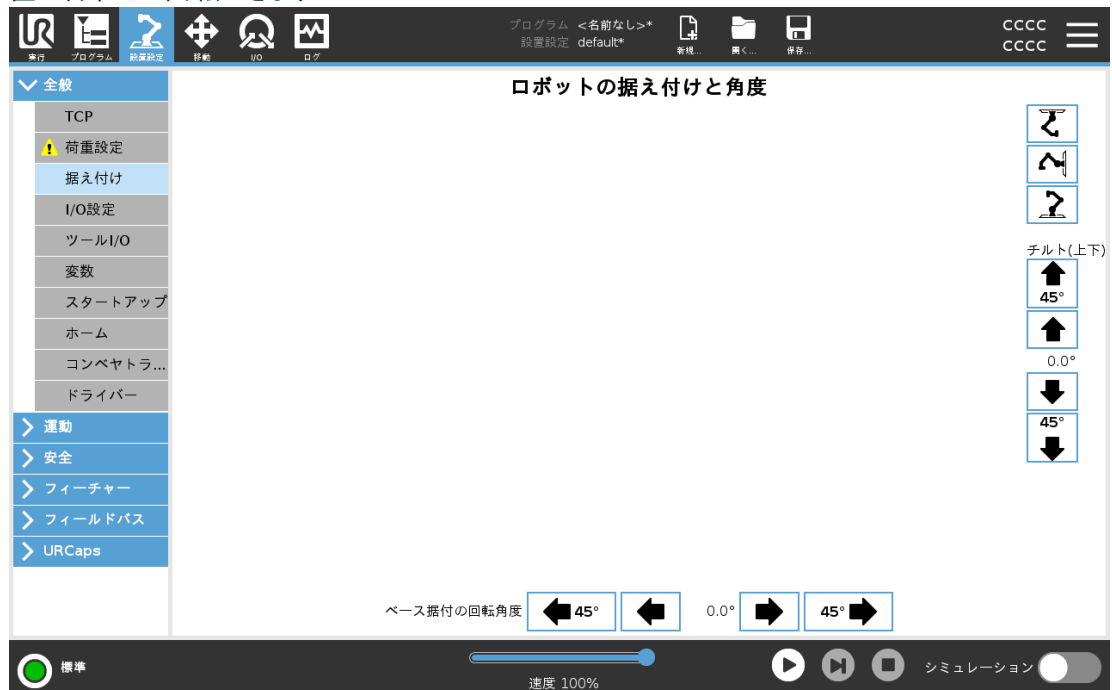 実行 プログラム 設置設定 移動 I/O ログ
プログラム <名前なし>*
設置設定 default*
新規... 開く... 保存...
cccc
cccc
全般
ロボットの据え付けと角度
TCP
荷重設定
据え付け
I/O設定
ツールI/O
変数
スタートアップ
ホーム
コンベヤトラ...
ドライバー
運動
安全
フィーチャー
フィールドバス
URCaps
チルト(上下)
45°
0.0°
45°
ベース据付の回転角度 45° 0.0° 45°
標準
速度 100%
シミュレーション